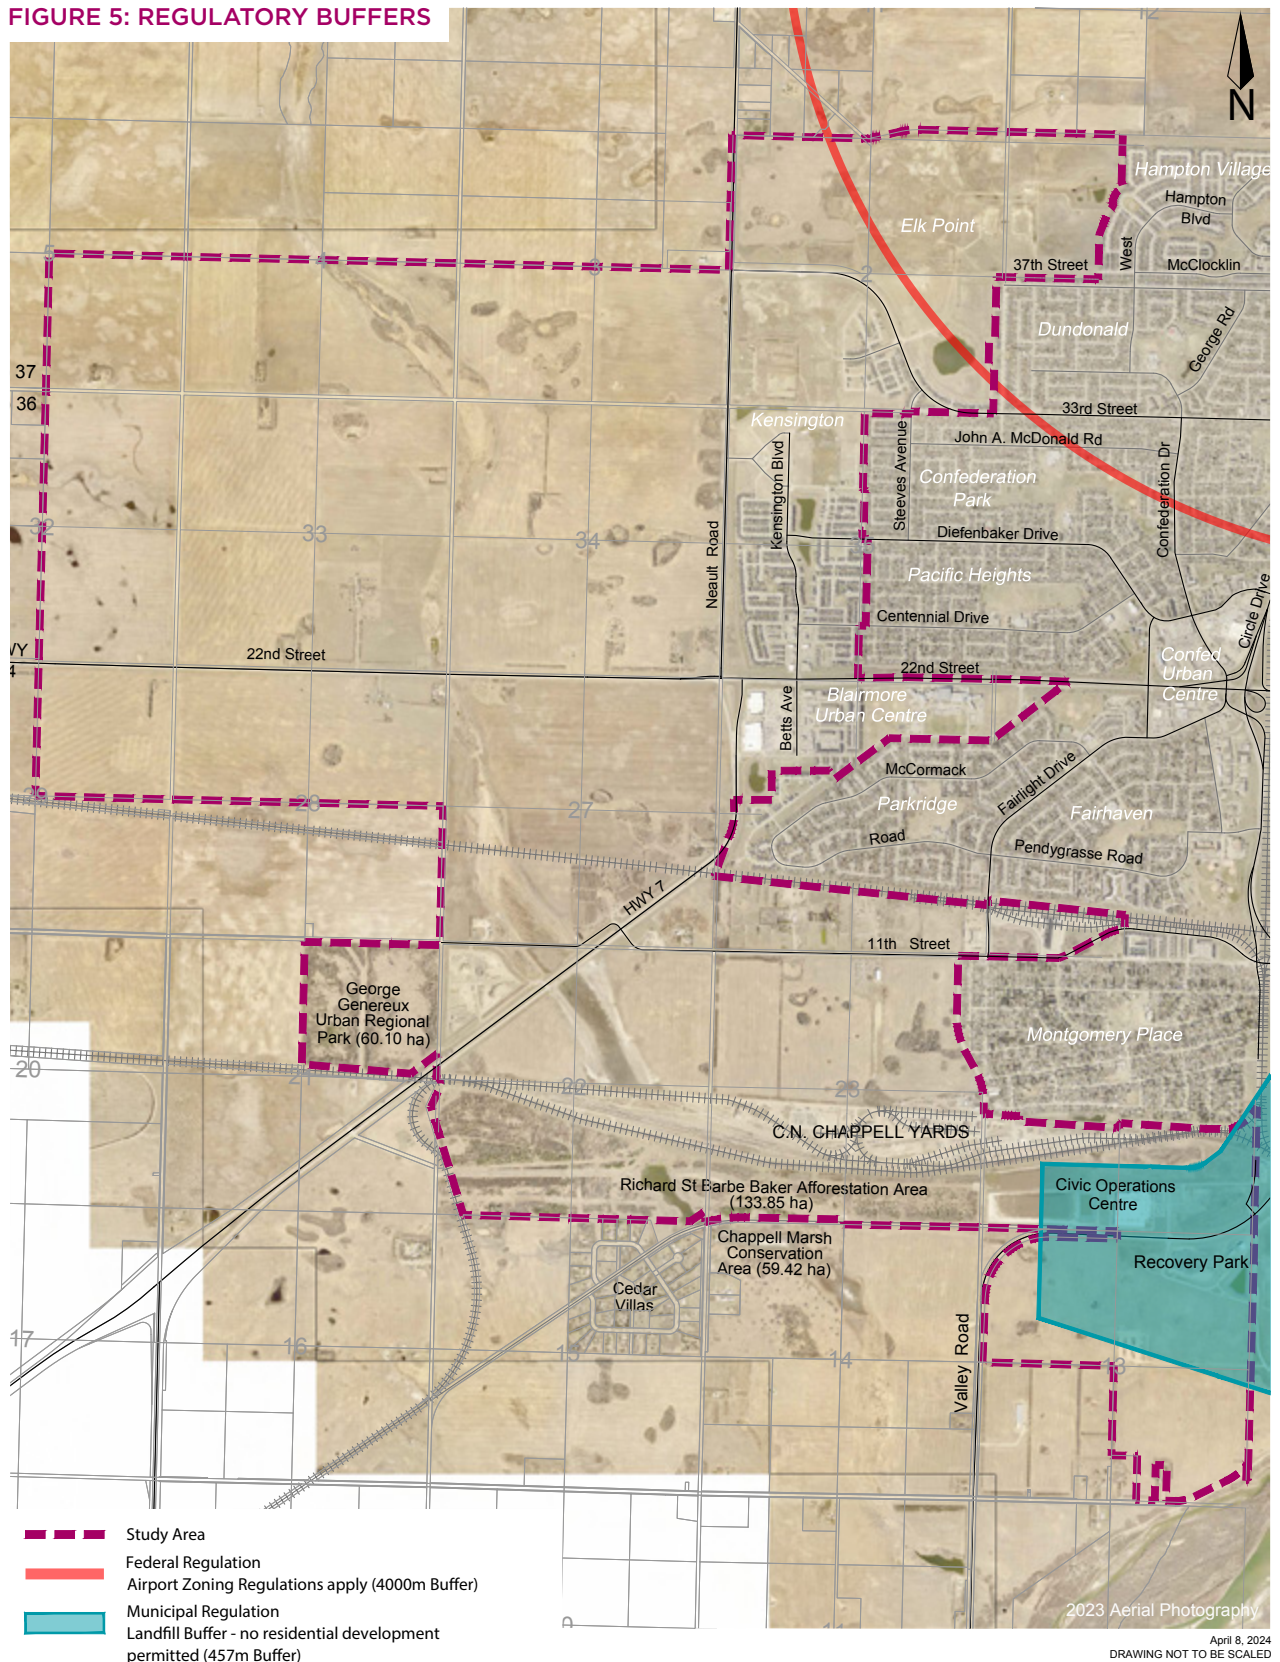 FIGURE 5: REGULATORY BUFFERS
12
N
Hampton Village
Hampton
Blvd
Elk Point
West
37th Street
McClocklin
5
4
3
2
Dundonald
George Rd
37
36
33rd Street
Kensington
John A. McDonald Rd
Steeves Avenue
Kensington Blvd
Confederation
Park
Confederation Dr
32
33
34
Neault Road
Diefenbaker Drive
Pacific Heights
Centennial Drive
Circle Drive
22nd Street
22nd Street
Confed
Urban
Centre
4
Blairmore
Urban Centre
Betts Ave
McCormack
Fairlight Drive
29
28
27
Parkridge
Fairhaven
Road
Pendygrasse Road
HWY 7
11th Street
George
Genereux
Urban Regional
Park (60.10 ha)
Montgomery Place
20
21
22
23
C.N. CHAPPELL YARDS
Richard St Barbe Baker Afforestation Area
(133.85 ha)
Civic Operations
Centre
Chappell Marsh
Conservation
Area (59.42 ha)
Recovery Park
Cedar
Villas
Valley Road
17
16
15
14
13
Study Area
Federal Regulation
Airport Zoning Regulations apply (4000m Buffer)
Municipal Regulation
Landfill Buffer - no residential development
permitted (457m Buffer)
2023 Aerial Photography
April 8, 2024
DRAWING NOT TO BE SCALED